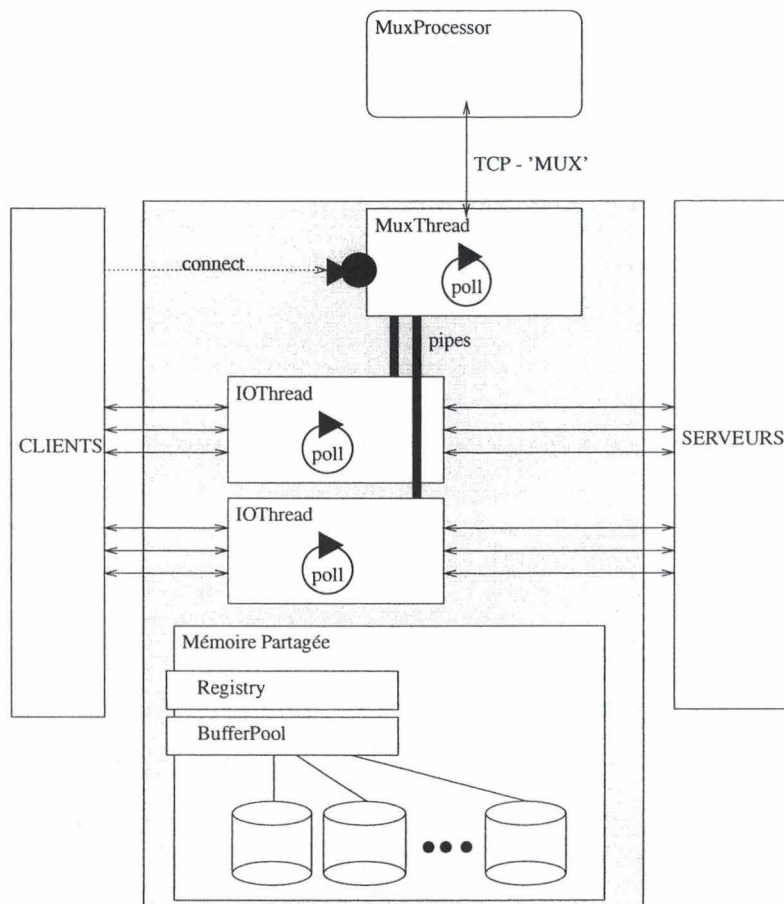 MuxProcessor
TCP - 'MUX'
MuxThread
connect
poll
pipes
IOThread
CLIENTS
poll
SERVEURS
IOThread
poll
Mémoire Partagée
Registry
BufferPool